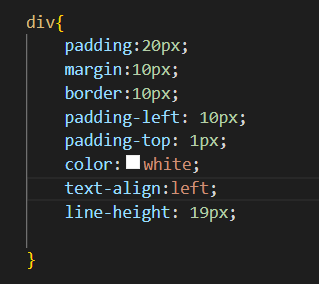 div{
padding:20px;
margin:10px;
border:10px;
padding-left: 10px;
padding-top: 1px;
color:white;
text-align:left;
line-height: 19px;
}